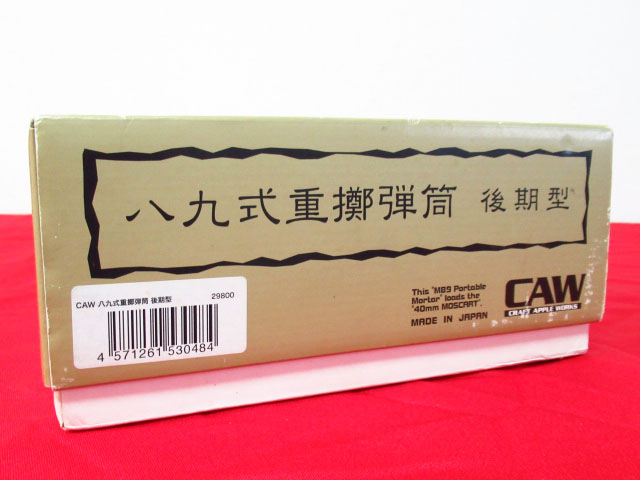 八九式重擲弾筒 後期型
CAW 八九式重擲弾筒 後期型 29800
4 571261 530484
This "M89 Portable
Mortar" loads the
"40mm MOSCART".
MADE IN JAPAN
CAW
CRAFT APPLE WORKS